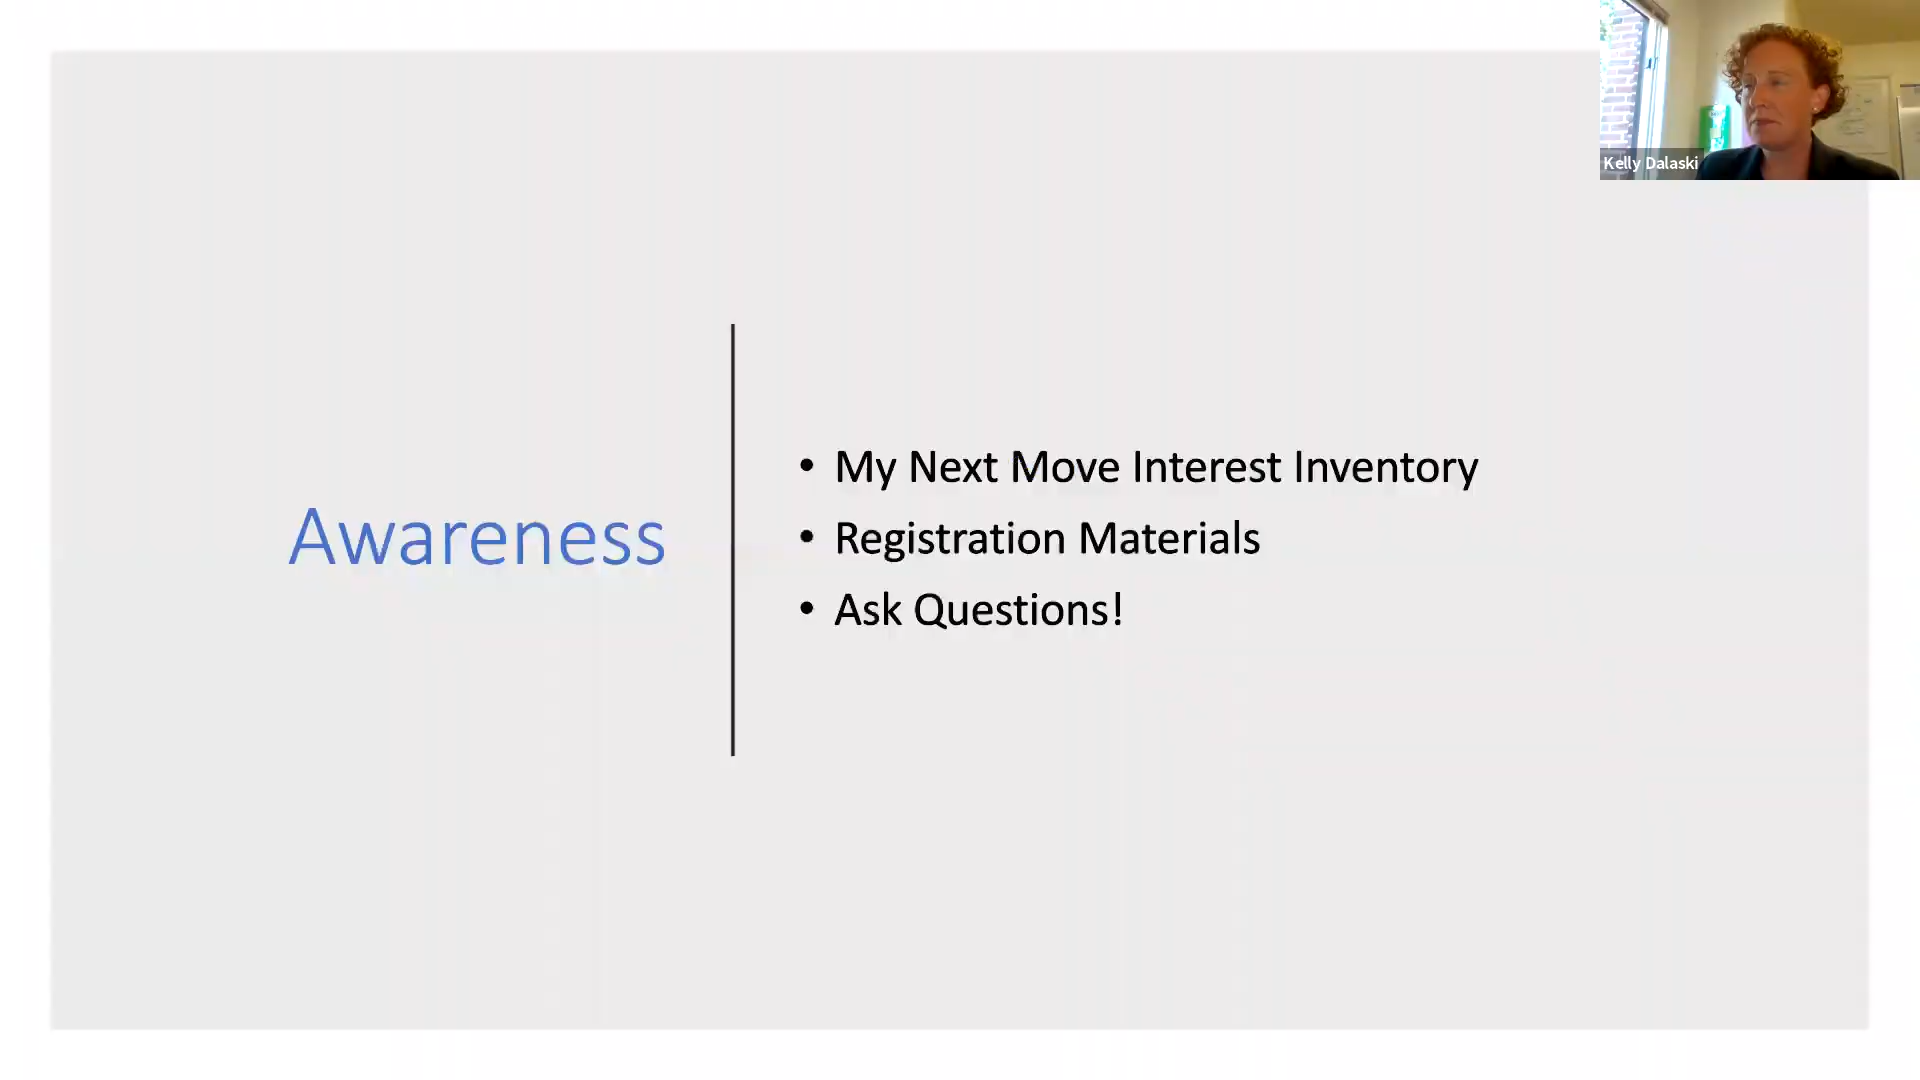 Kelly Dalaski
Awareness
• My Next Move Interest Inventory
• Registration Materials
• Ask Questions!